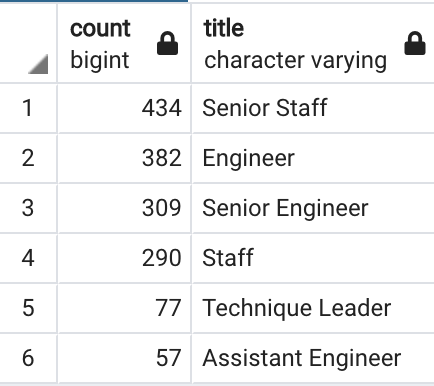 count title
bigint character varying
1 434 Senior Staff
2 382 Engineer
3 309 Senior Engineer
4 290 Staff
5 77 Technique Leader
6 57 Assistant Engineer